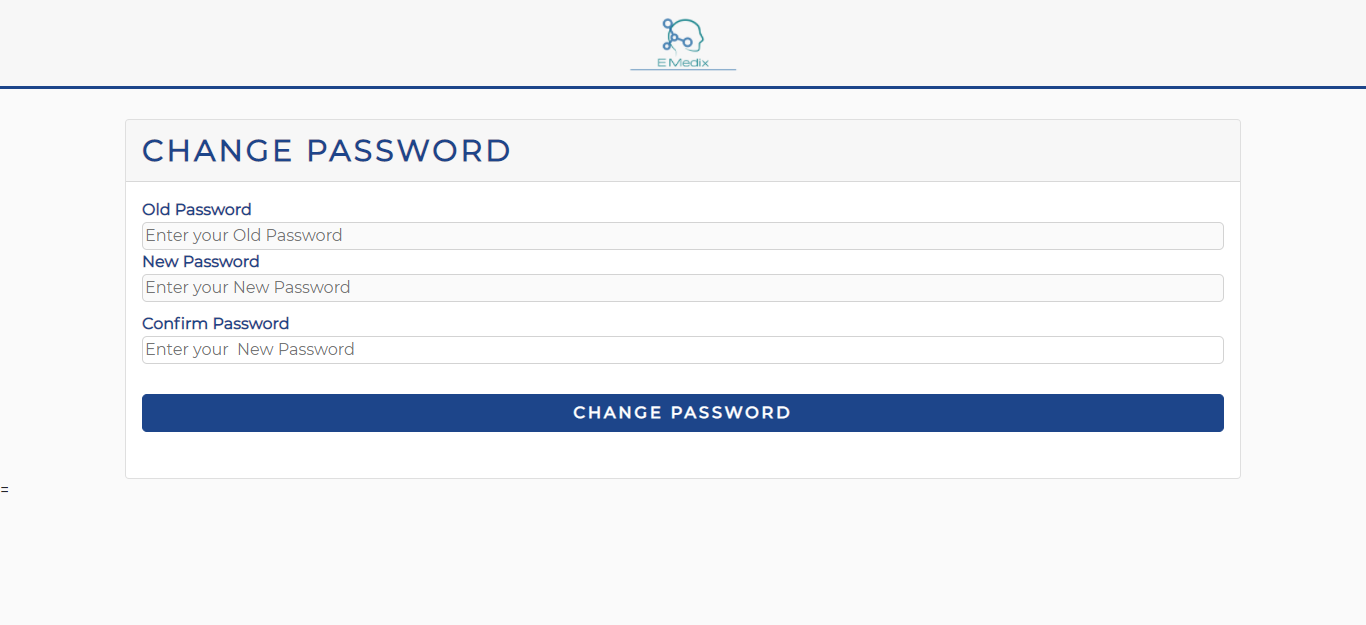 E Medix
CHANGE PASSWORD
Old Password
Enter your Old Password
New Password
Enter your New Password
Confirm Password
Enter your  New Password
CHANGE PASSWORD
=